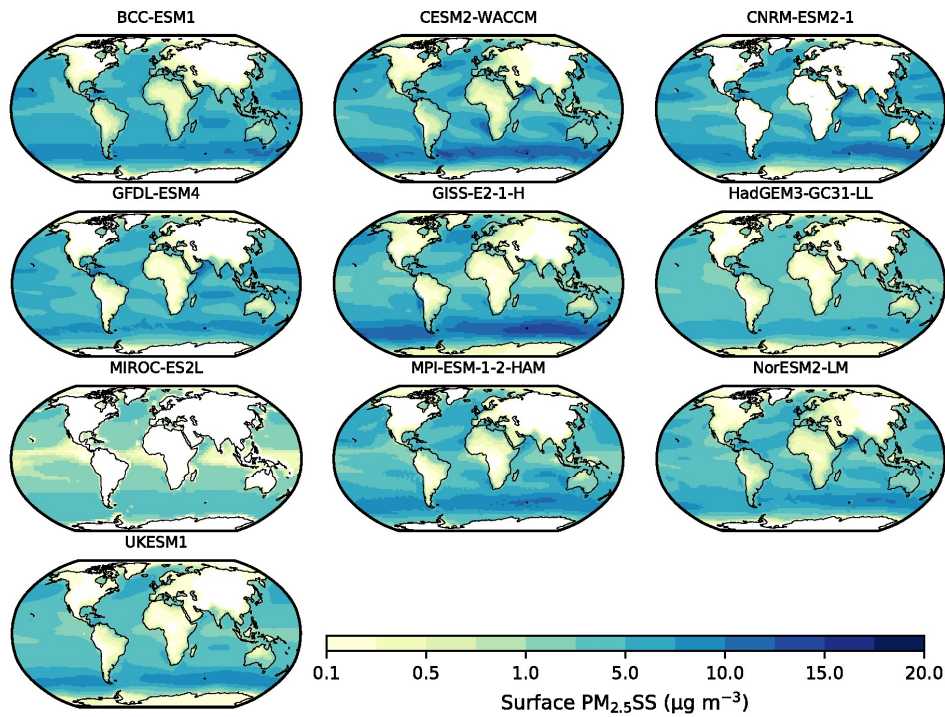 BCC-ESM1
CESM2-WACCM
CNRM-ESM2-1
GFDL-ESM4
GISS-E2-1-H
HadGEM3-GC31-LL
MIROC-ES2L
MPI-ESM-1-2-HAM
NorESM2-LM
UKESM1
0.1 0.5 1.0 5.0 10.0 15.0 20.0
Surface PM₂.₅SS (μg m⁻³)